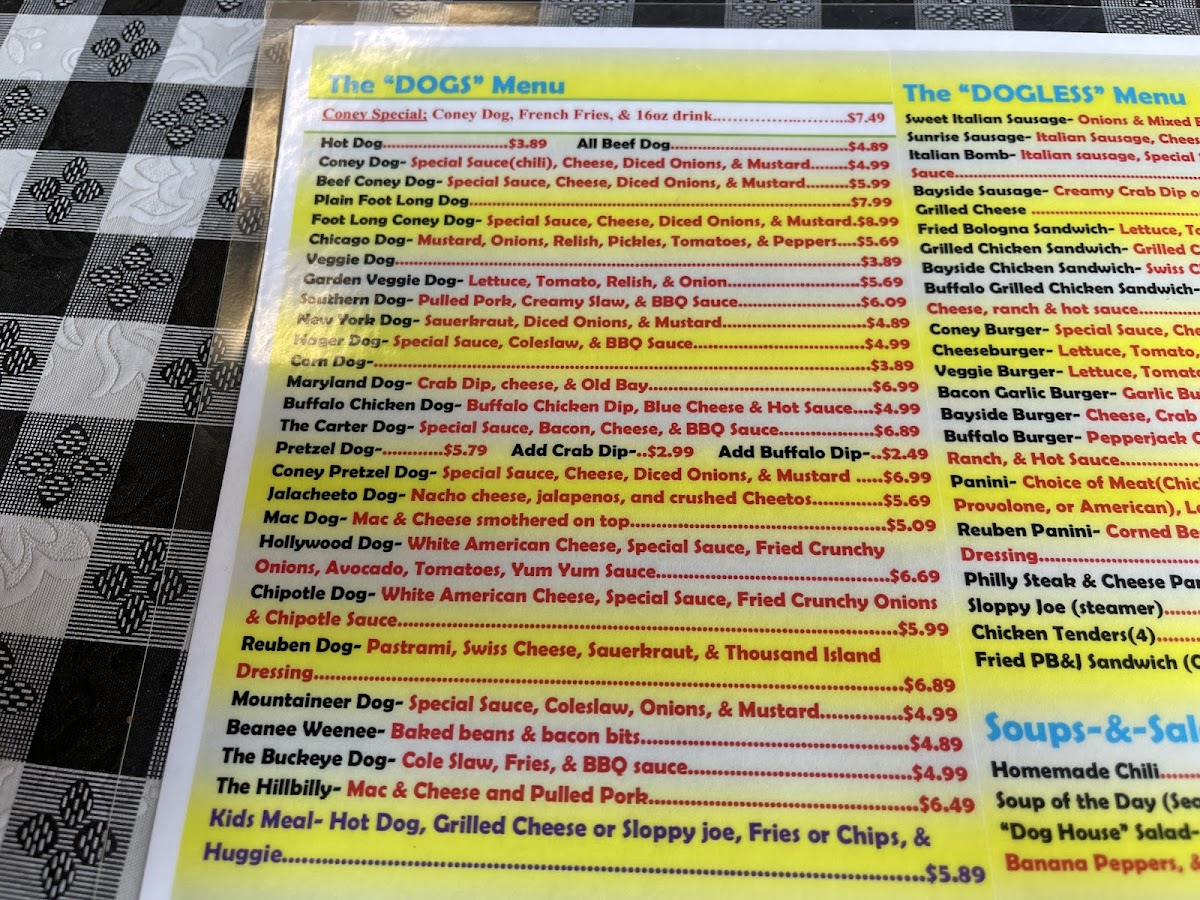 The "DOGS" Menu
Coney Special: Coney Dog, French Fries, & 16oz drink..................$7.49
Hot Dog..............................$3.89 All Beef Dog...................................$4.89
Coney Dog- Special Sauce(chili), Cheese, Diced Onions, & Mustard.......$4.99
Beef Coney Dog- Special Sauce, Cheese, Diced Onions, & Mustard.........$5.99
Plain Foot Long Dog.................................................................$7.99
Foot Long Coney Dog- Special Sauce, Cheese, Diced Onions, & Mustard.$8.99
Chicago Dog- Mustard, Onions, Relish, Pickles, Tomatoes, & Peppers....$5.69
Veggie Dog..................................................................................$3.89
Garden Veggie Dog- Lettuce, Tomato, Relish, & Onion.......................$5.69
Southern Dog- Pulled Pork, Creamy Slaw, & BBQ Sauce......................$6.09
New York Dog- Sauerkraut, Diced Onions, & Mustard.........................$4.89
Hager Dog- Special Sauce, Coleslaw, & BBQ Sauce..............................$4.99
Corn Dog-....................................................................................$3.89
Maryland Dog- Crab Dip, cheese, & Old Bay.......................................$6.99
Buffalo Chicken Dog- Buffalo Chicken Dip, Blue Cheese & Hot Sauce....$4.99
The Carter Dog- Special Sauce, Bacon, Cheese, & BBQ Sauce................$6.89
Pretzel Dog-............$5.79 Add Crab Dip-..$2.99 Add Buffalo Dip-..$2.49
Coney Pretzel Dog- Special Sauce, Cheese, Diced Onions, & Mustard .....$6.99
Jalacheeto Dog- Nacho cheese, jalapenos, and crushed Cheetos............$5.69
Mac Dog- Mac & Cheese smothered on top...........................................$5.09
Hollywood Dog- White American Cheese, Special Sauce, Fried Crunchy
Onions, Avocado, Tomatoes, Yum Yum Sauce.......................................$6.69
Chipotle Dog- White American Cheese, Special Sauce, Fried Crunchy Onions
& Chipotle Sauce................................................................................$5.99
Reuben Dog- Pastrami, Swiss Cheese, Sauerkraut, & Thousand Island
Dressing............................................................................................$6.89
Mountaineer Dog- Special Sauce, Coleslaw, Onions, & Mustard..............$4.99
Beanee Weenee- Baked beans & bacon bits............................................$4.89
The Buckeye Dog- Cole Slaw, Fries, & BBQ sauce....................................$4.99
The Hillbilly- Mac & Cheese and Pulled Pork..........................................$6.49
Kids Meal- Hot Dog, Grilled Cheese or Sloppy joe, Fries or Chips, &
Huggie................................................................................................$5.89
The "DOGLESS" Menu
Sweet Italian Sausage- Onions & Mixed
Sunrise Sausage- Italian Sausage,
Italian Bomb- Italian sausage, Special
Sauce....................................
Bayside Sausage- Creamy Crab Dip
Grilled Cheese ............................
Fried Bologna Sandwich- Lettuce,
Grilled Chicken Sandwich- Grilled
Bayside Chicken Sandwich- Swiss
Buffalo Grilled Chicken Sandwich-
Cheese, ranch & hot sauce...........
Coney Burger- Special Sauce,
Cheeseburger- Lettuce, Tomato,
Veggie Burger- Lettuce,
Bacon Garlic Burger- Garlic
Bayside Burger- Cheese, Crab
Buffalo Burger- Pepperjack
Ranch, & Hot Sauce...............
Panini- Choice of Meat(
Provolone, or American),
Reuben Panini- Corned
Dressing..........................
Philly Steak & Cheese
Sloppy Joe (steamer).......
Chicken Tenders(4)........
Fried PB&J Sandwich
Soups-&-
Homemade Chili.....
Soup of the Day
"Dog House" Salad-
Banana Peppers, &